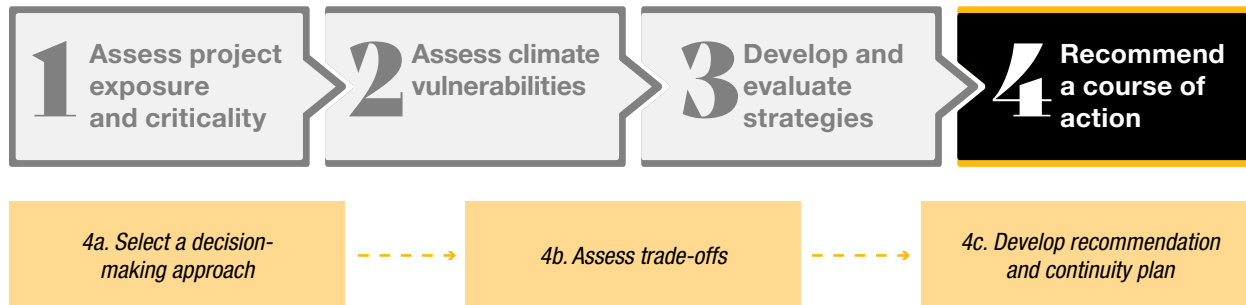 1
Assess project
exposure
and criticality
2
Assess climate
vulnerabilities
3
Develop and
evaluate
strategies
4
Recommend
a course of
action
4a. Select a decision-
making approach
4b. Assess trade-offs
4c. Develop recommendation
and continuity plan